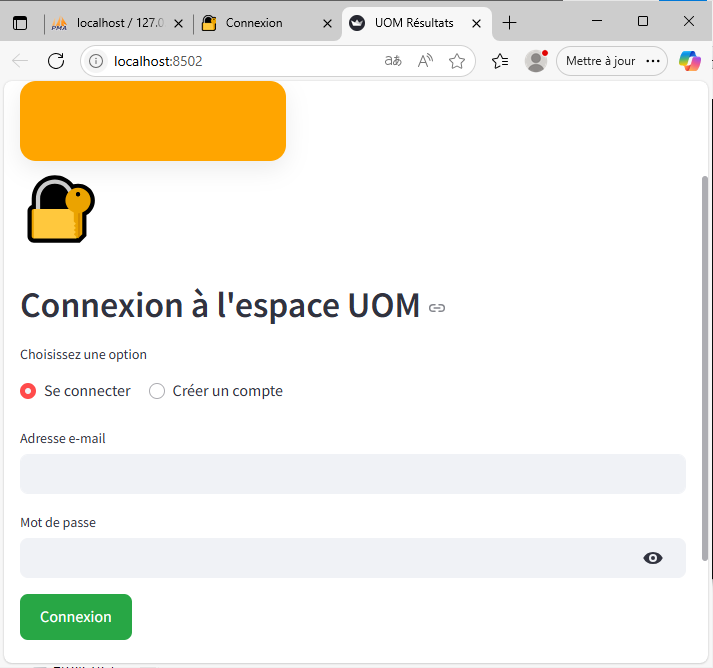 PMA
localhost / 127.0
Connexion
UOM Résultats
localhost:8502
Mettre à jour
Connexion à l'espace UOM
Choisissez une option
Se connecter
Créer un compte
Adresse e-mail
Mot de passe
Connexion